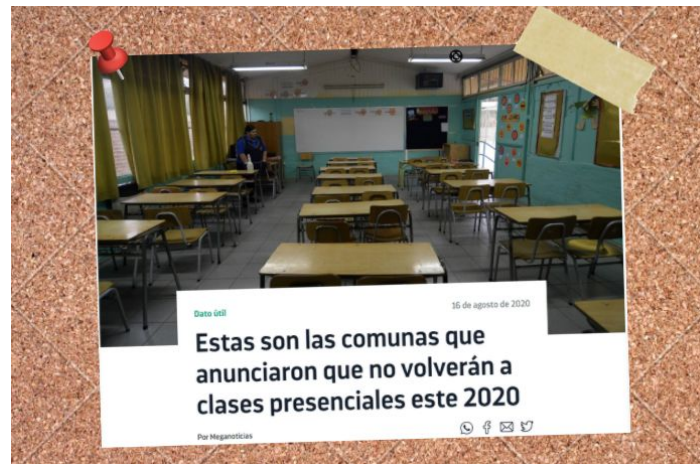 Dato útil
16 de agosto de 2020
Estas son las comunas que
anunciaron que no volverán a
clases presenciales este 2020
Por Meganoticias